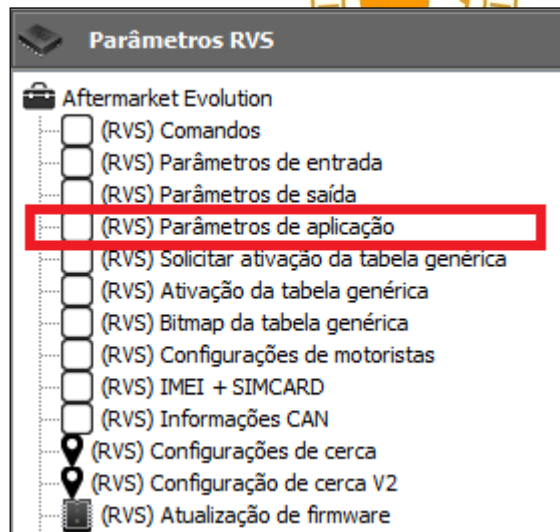 Parâmetros RVS
Aftermarket Evolution
(RVS) Comandos
(RVS) Parâmetros de entrada
(RVS) Parâmetros de saída
(RVS) Parâmetros de aplicação
(RVS) Solicitar ativação da tabela genérica
(RVS) Ativação da tabela genérica
(RVS) Bitmap da tabela genérica
(RVS) Configurações de motoristas
(RVS) IMEI + SIMCARD
(RVS) Informações CAN
(RVS) Configurações de cerca
(RVS) Configuração de cerca V2
(RVS) Atualização de firmware